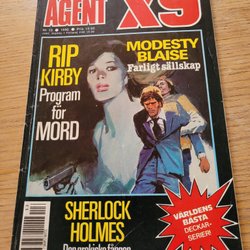 AGENT X9
RIP
KIRBY
Program
för
MORD
MODESTY
BLAISE
Farligt sällskap
SHERLOCK
HOLMES
VÄRLDENS
BÄSTA
DECKAR-
SERIER!